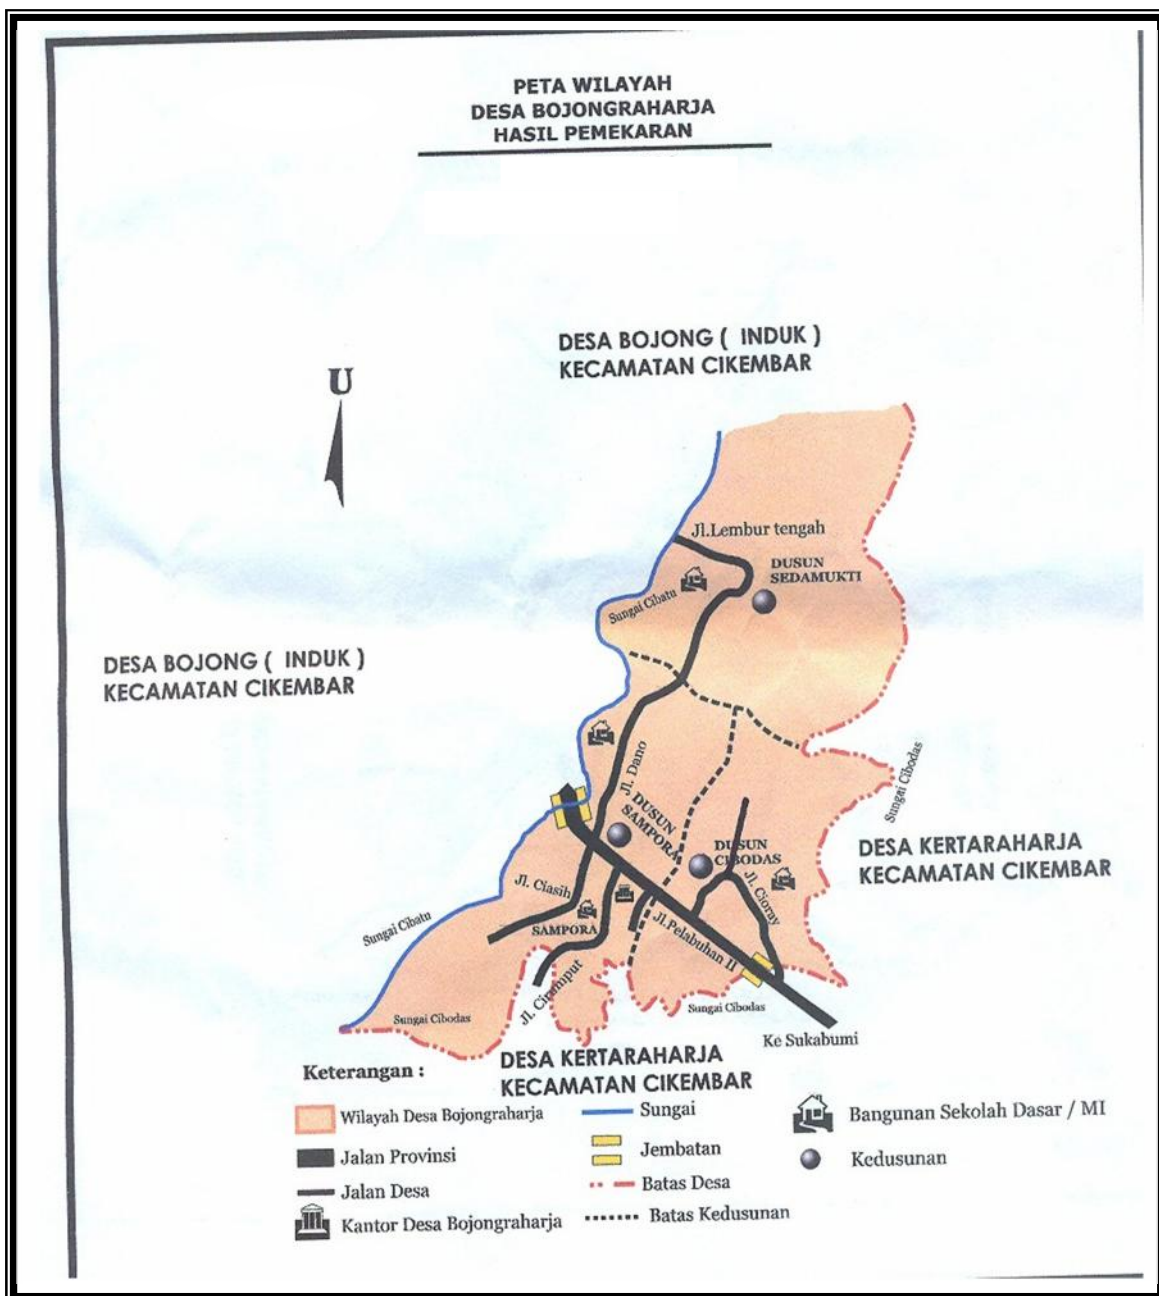 PETA WILAYAH
DESA BOJONGRAHARJA
HASIL PEMEKARAN
DESA BOJONG ( INDUK )
KECAMATAN CIKEMBAR
U
Jl.Lembur tengah
DUSUN
SEDAMUKTI
Sungai Cibatu
DESA BOJONG ( INDUK )
KECAMATAN CIKEMBAR
Jl. Dano
Sungai Cibodas
DUSUN
SAMPORA
DUSUN
CIBODAS
DESA KERTARAHARJA
KECAMATAN CIKEMBAR
Jl. Ciasih
Jl. Cioray
SAMPORA
Jl.Pelabuhan II
Sungai Cibatu
Jl. Ciramput
Sungai Cibodas
Sungai Cibodas
Ke Sukabumi
DESA KERTARAHARJA
KECAMATAN CIKEMBAR
Keterangan :
Wilayah Desa Bojongraharja
Jalan Provinsi
Jalan Desa
Kantor Desa Bojongraharja
Sungai
Jembatan
Batas Desa
Batas Kedusunan
Bangunan Sekolah Dasar / MI
Kedusunan